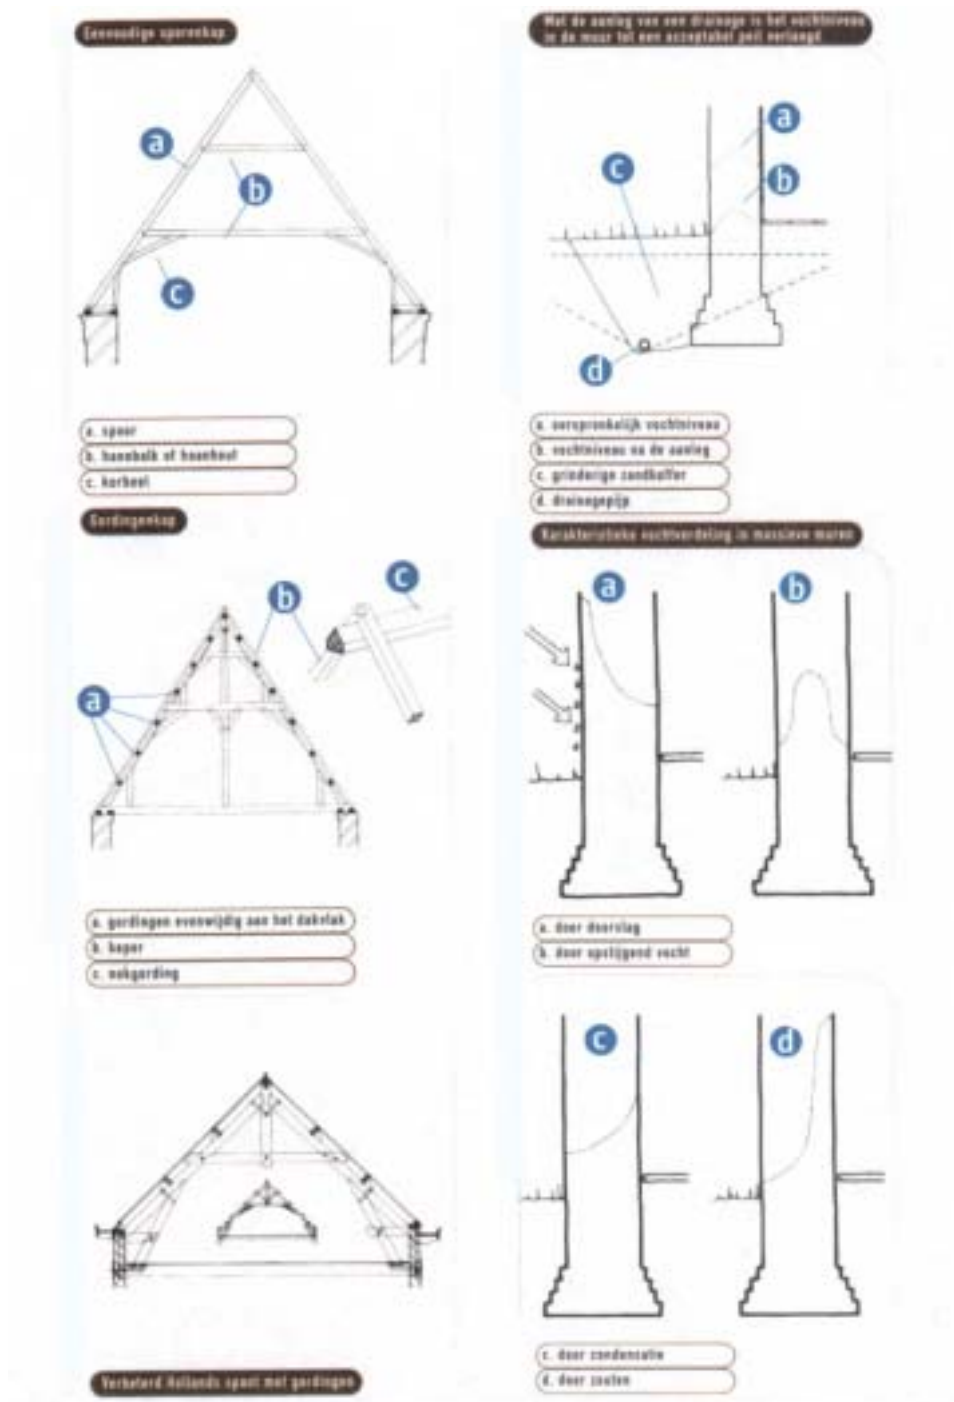 Eenvoudige sporenkap
a
b
c
a. spoor
b. hanebalk of haanhout
c. korbeel
Gordingenkap
a
b
c
a. gordingen evenwijdig aan het dakvlak
b. keper
c. nokgording
Verbeterd Hollands spant met gordingen
Met de aanleg van een drainage is het vochtniveau
in de muur tot een acceptabel peil verlaagd
a
b
c
d
a. oorspronkelijk vochtniveau
b. vochtniveau na de aanleg
c. grinderige zandkoffer
d. drainagepijp
Karakteristieke vochtverdeling in massieve muren
a
b
a. door doorslag
b. door opstijgend vocht
c
d
c. door condensatie
d. door zouten